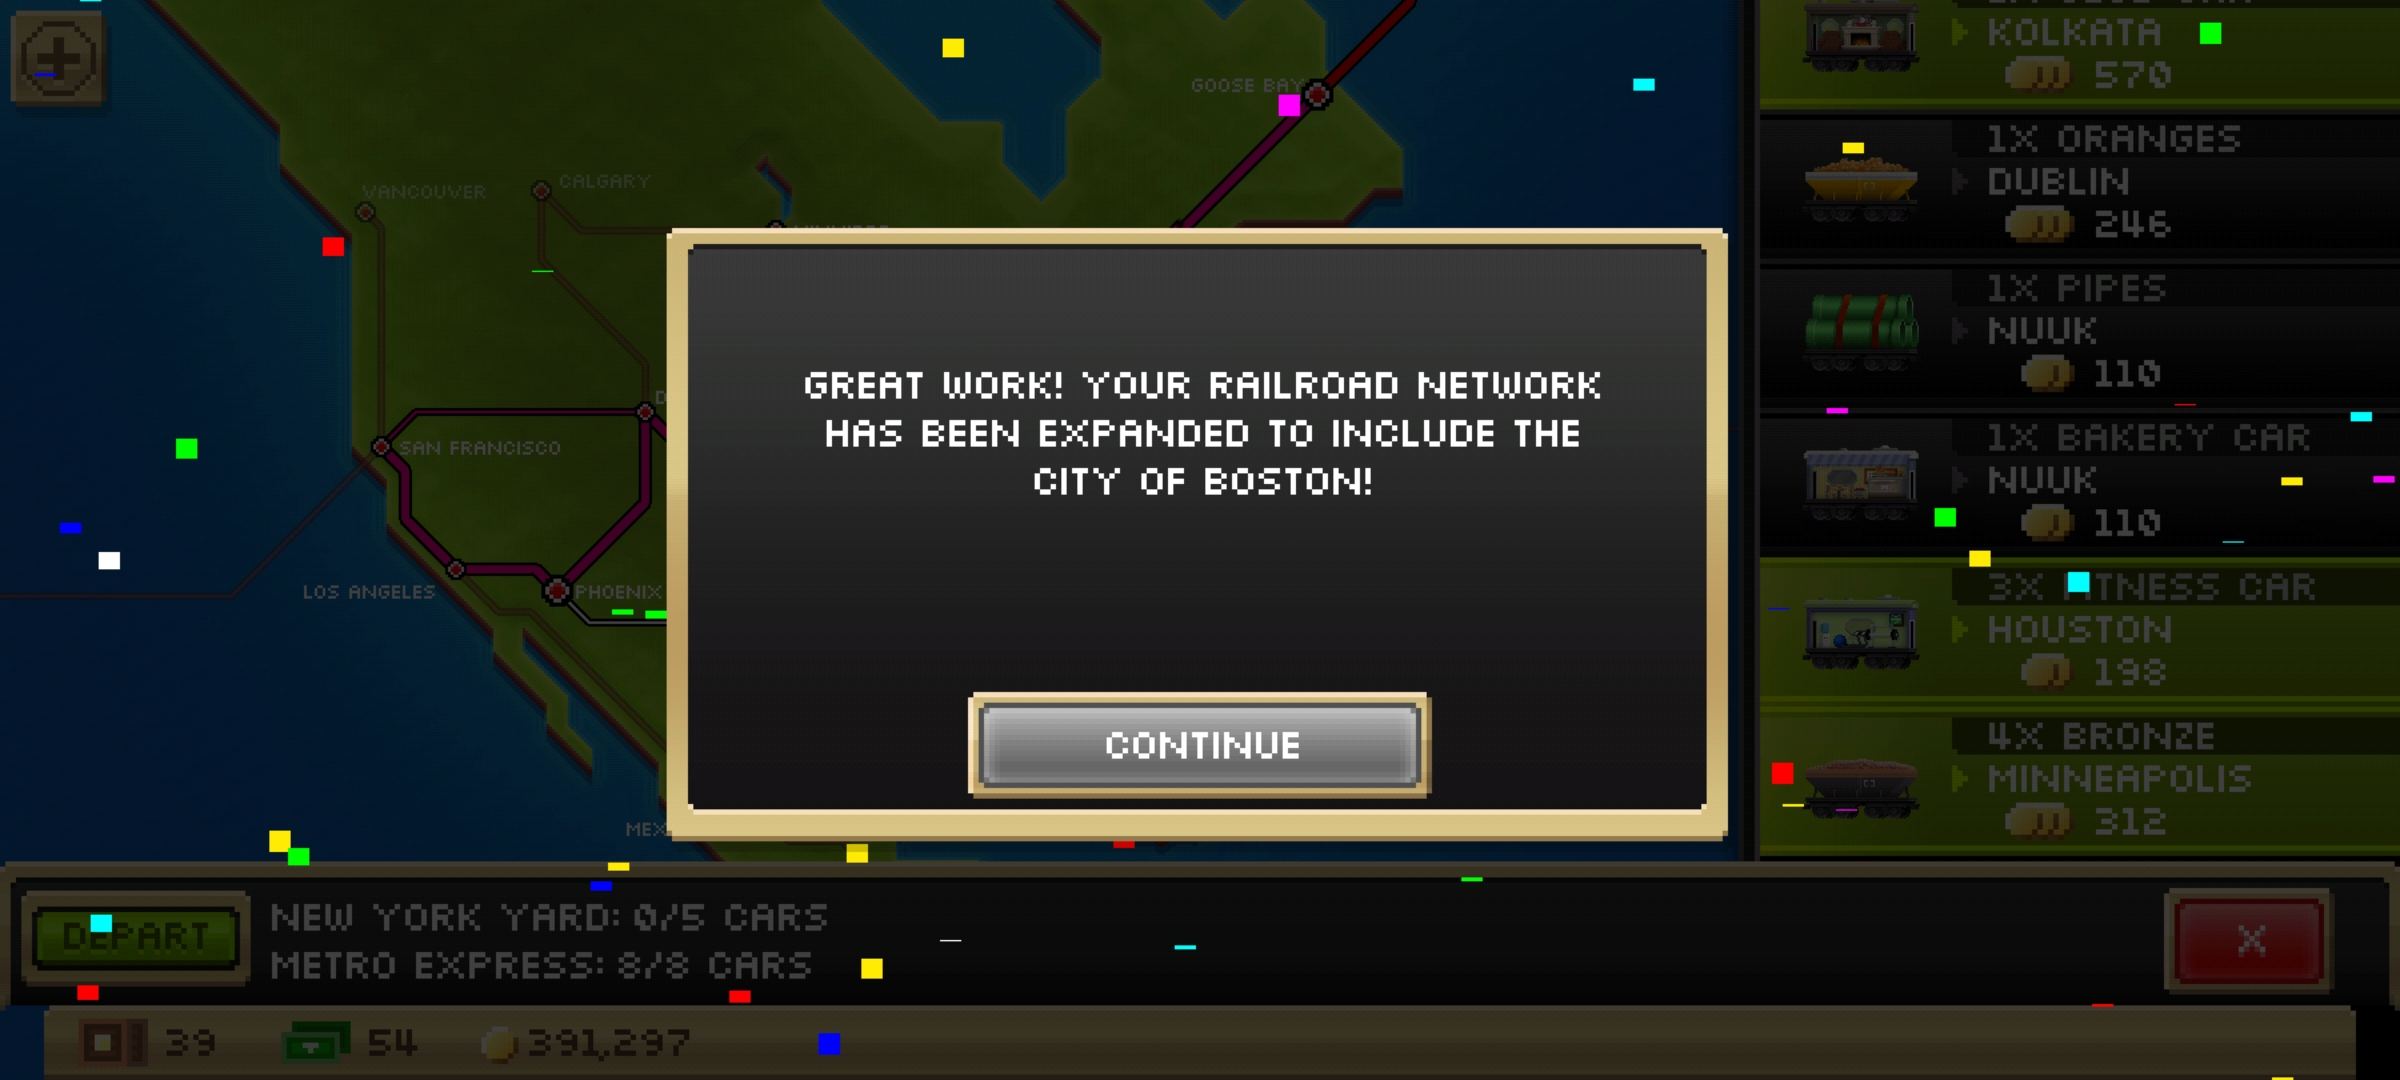 KOLKATA
570
GOOSE BAY
1X ORANGES
DUBLIN
246
VANCOUVER
CALGARY
1X PIPES
NUUK
110
GREAT WORK! YOUR RAILROAD NETWORK
HAS BEEN EXPANDED TO INCLUDE THE
CITY OF BOSTON!
CONTINUE
SAN FRANCISCO
1X BAKERY CAR
NUUK
110
LOS ANGELES
PHOENIX
HOUSTON
198
3X CAR
4X BRONZE
MINNEAPOLIS
312
DEPART
NEW YORK YARD: 0/5 CARS
METRO EXPRESS: 8/8 CARS
X
39
54
391,297